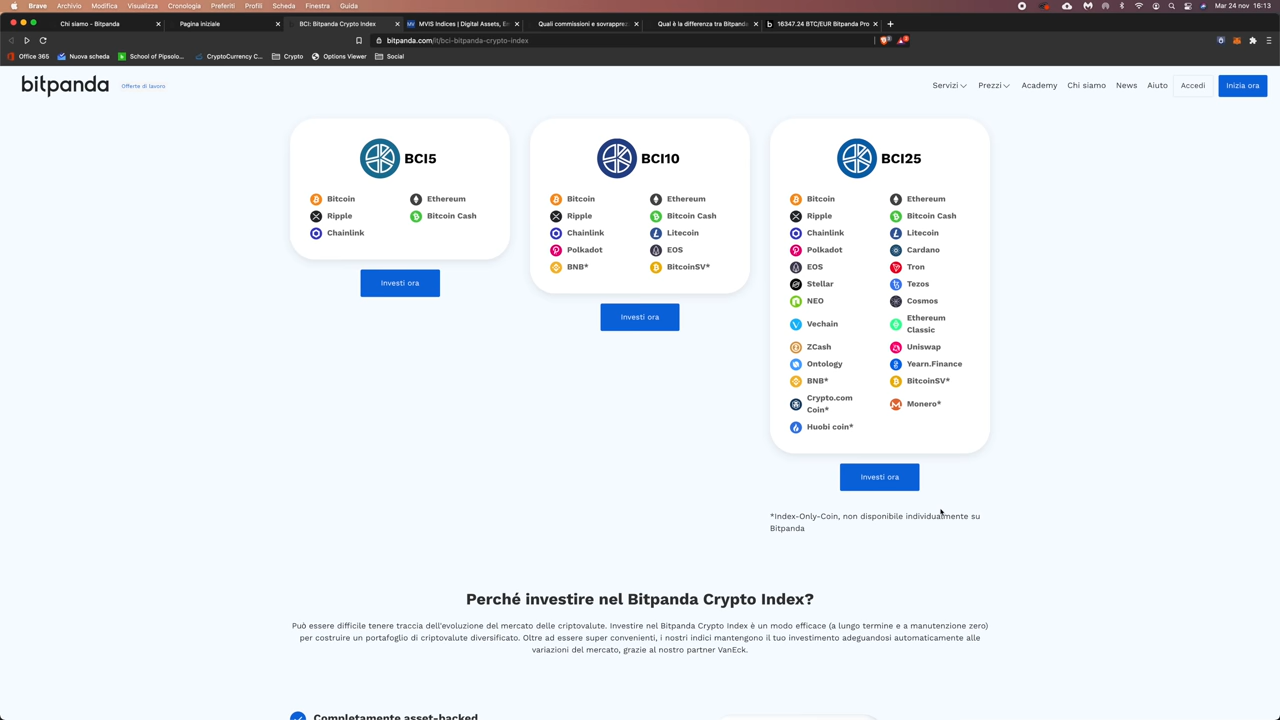 Brave Archivio Modifica Visualizza Cronologia Preferiti Profili Scheda Finestra Guida Mar 24 nov 16:13
Chi siamo – Bitpanda Pagina iniziale BCI: Bitpanda Crypto Index MVIS Indices | Digital Assets, E Quali commissioni e sovrapprez Qual è la differenza tra Bitpanda 16347.24 BTC/EUR Bitpanda Pro
bitpanda.com/it/bci-bitpanda-crypto-index
Office 365 Nuova scheda School of Pipsolo... CryptoCurrency C... Crypto Options Viewer Social
bitpanda Offerte di lavoro Servizi Prezzi Academy Chi siamo News Aiuto Accedi Inizia ora
BCI5
Bitcoin Ethereum
Ripple Bitcoin Cash
Chainlink
Investi ora
BCI10
Bitcoin Ethereum
Ripple Bitcoin Cash
Chainlink Litecoin
Polkadot EOS
BNB* BitcoinSV*
Investi ora
BCI25
Bitcoin Ethereum
Ripple Bitcoin Cash
Chainlink Litecoin
Polkadot Cardano
EOS Tron
Stellar Tezos
NEO Cosmos
Vechain Ethereum
Classic
ZCash Uniswap
Ontology Yearn.Finance
BNB* BitcoinSV*
Crypto.com Monero*
Coin*
Huobi coin*
Investi ora
*Index-Only-Coin, non disponibile individualmente su
Bitpanda
Perché investire nel Bitpanda Crypto Index?
Può essere difficile tenere traccia dell'evoluzione del mercato delle criptovalute. Investire nel Bitpanda Crypto Index è un modo efficace (a lungo termine e a manutenzione zero)
per costruire un portafoglio di criptovalute diversificato. Oltre ad essere super convenienti, i nostri indici mantengono il tuo investimento adeguandosi automaticamente alle
variazioni del mercato, grazie al nostro partner VanEck.
Completamente asset-backed